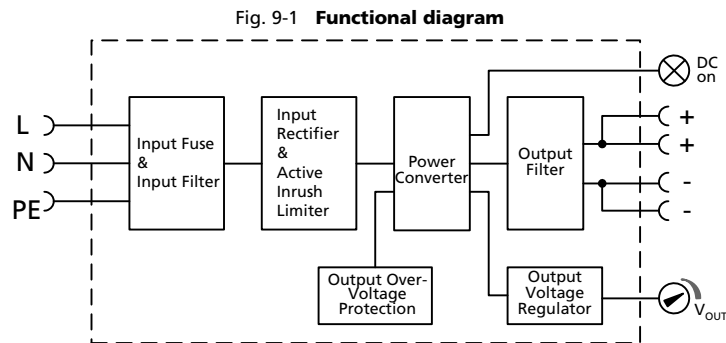 Fig. 9-1 Functional diagram
DC
on
L
N
PE
Input Fuse
&
Input Filter
Input
Rectifier
&
Active
Inrush
Limiter
Power
Converter
Output
Filter
+
+
-
-
Output Over-
Voltage
Protection
Output
Voltage
Regulator
VOUT